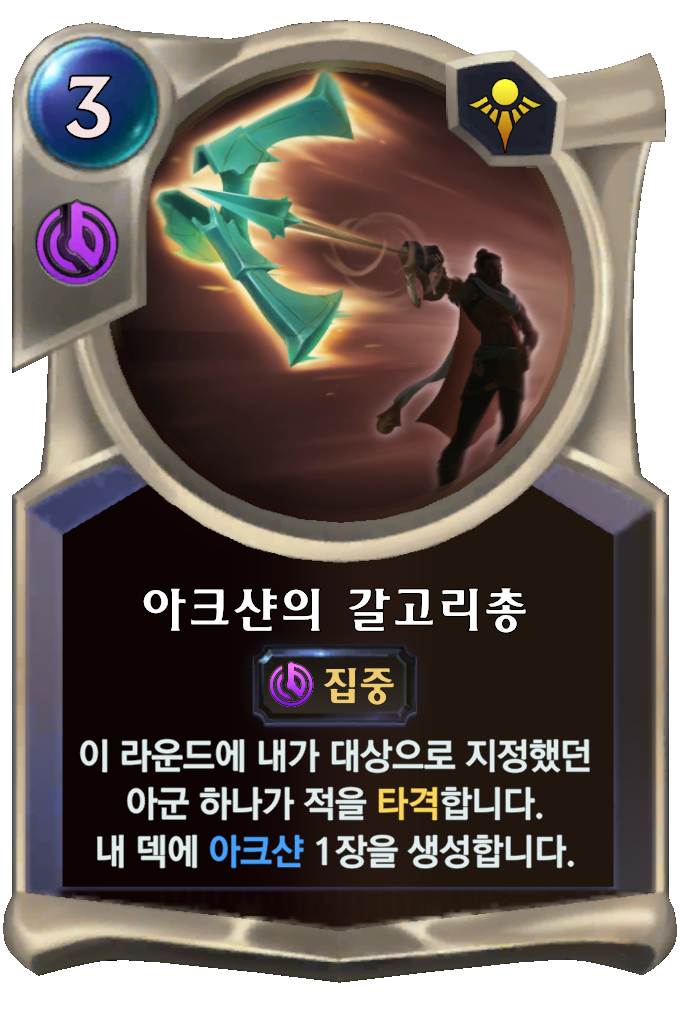 3
아크샨의 갈고리총
집중
이 라운드에 내가 대상으로 지정했던
아군 하나가 적을 타격합니다.
내 덱에 아크샨 1장을 생성합니다.